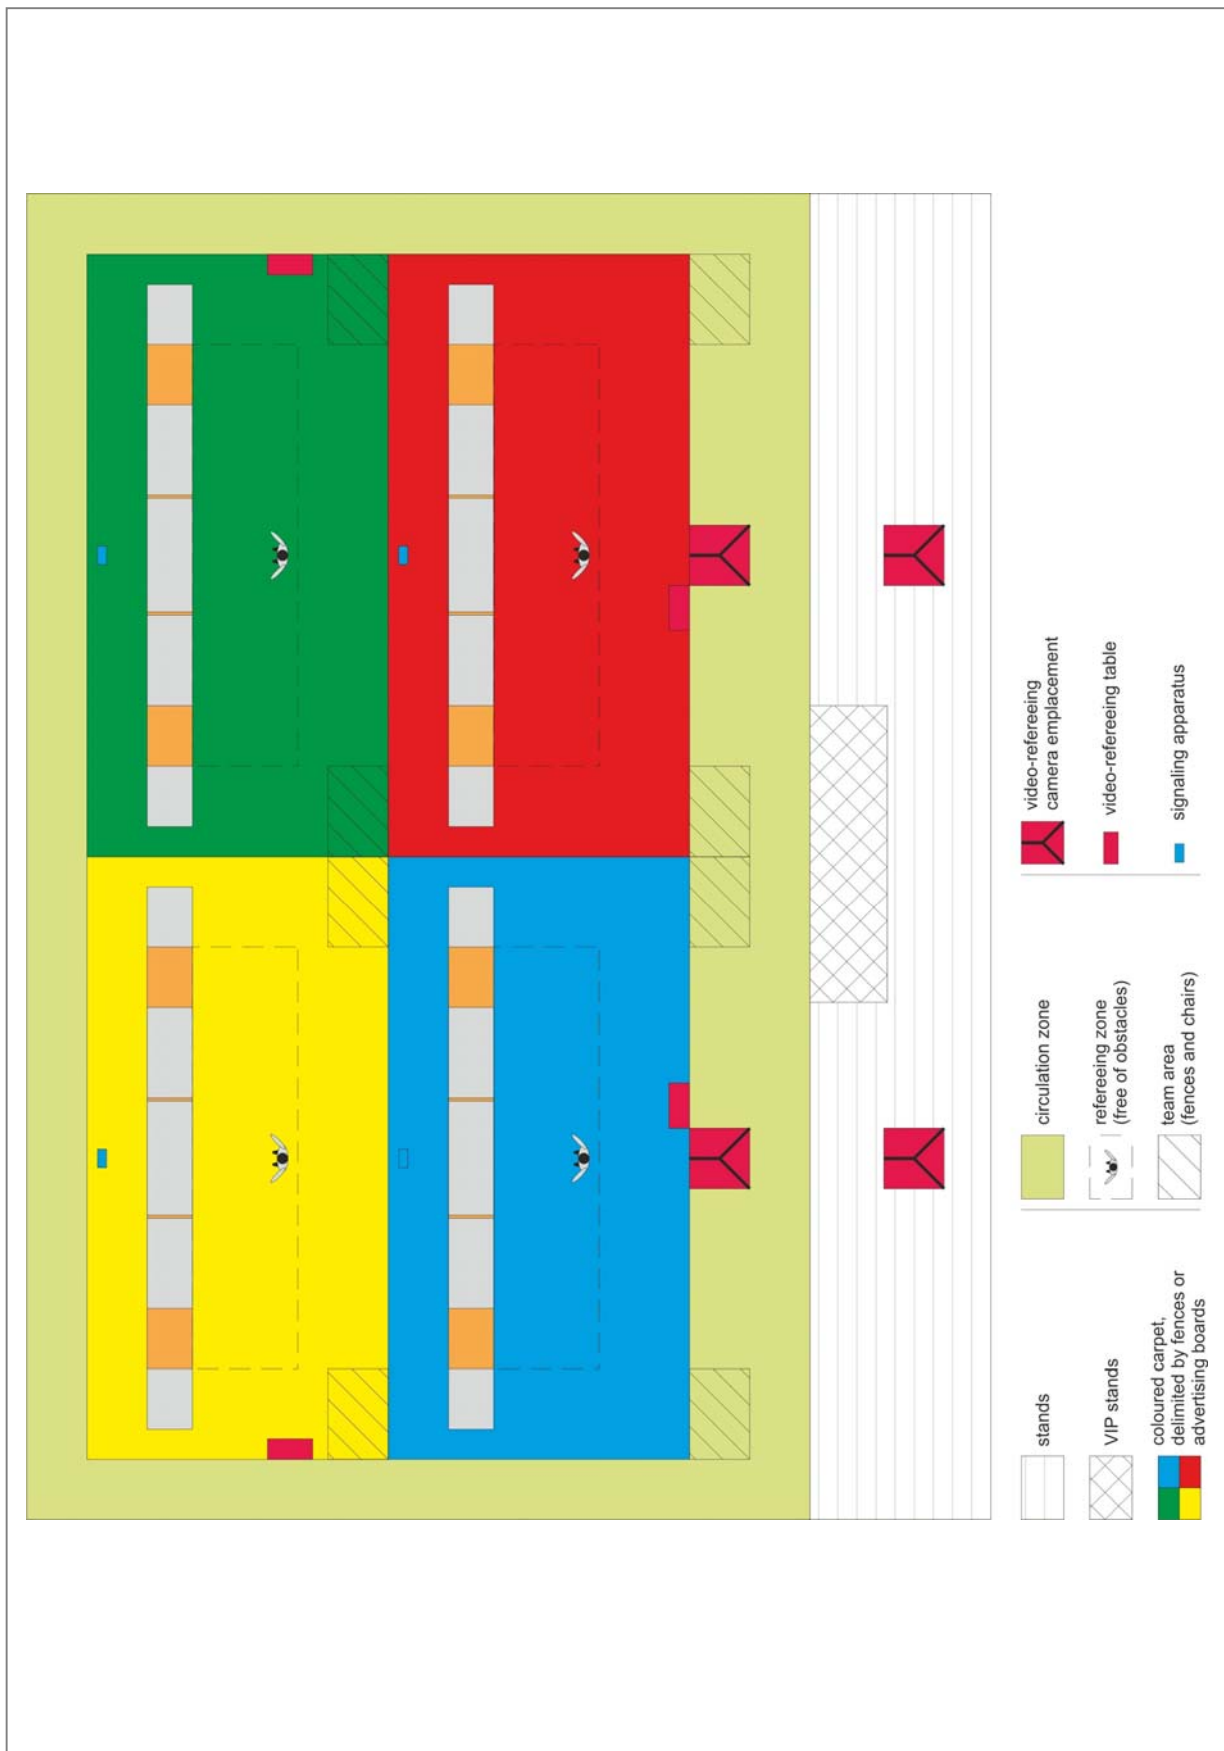 stands
VIP stands
coloured carpet,
delimited by fences or
advertising boards
circulation zone
refereeing zone
(free of obstacles)
team area
(fences and chairs)
video-refereeing
camera emplacement
video-refereeing table
signaling apparatus